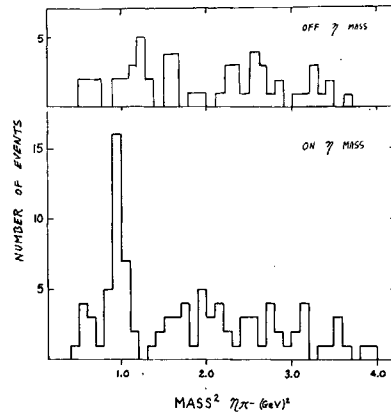 5
OFF η MASS
NUMBER OF EVENTS
15
10
5
ON η MASS
1.0 2.0 3.0 4.0
MASS² ηπ⁻ (GeV)²